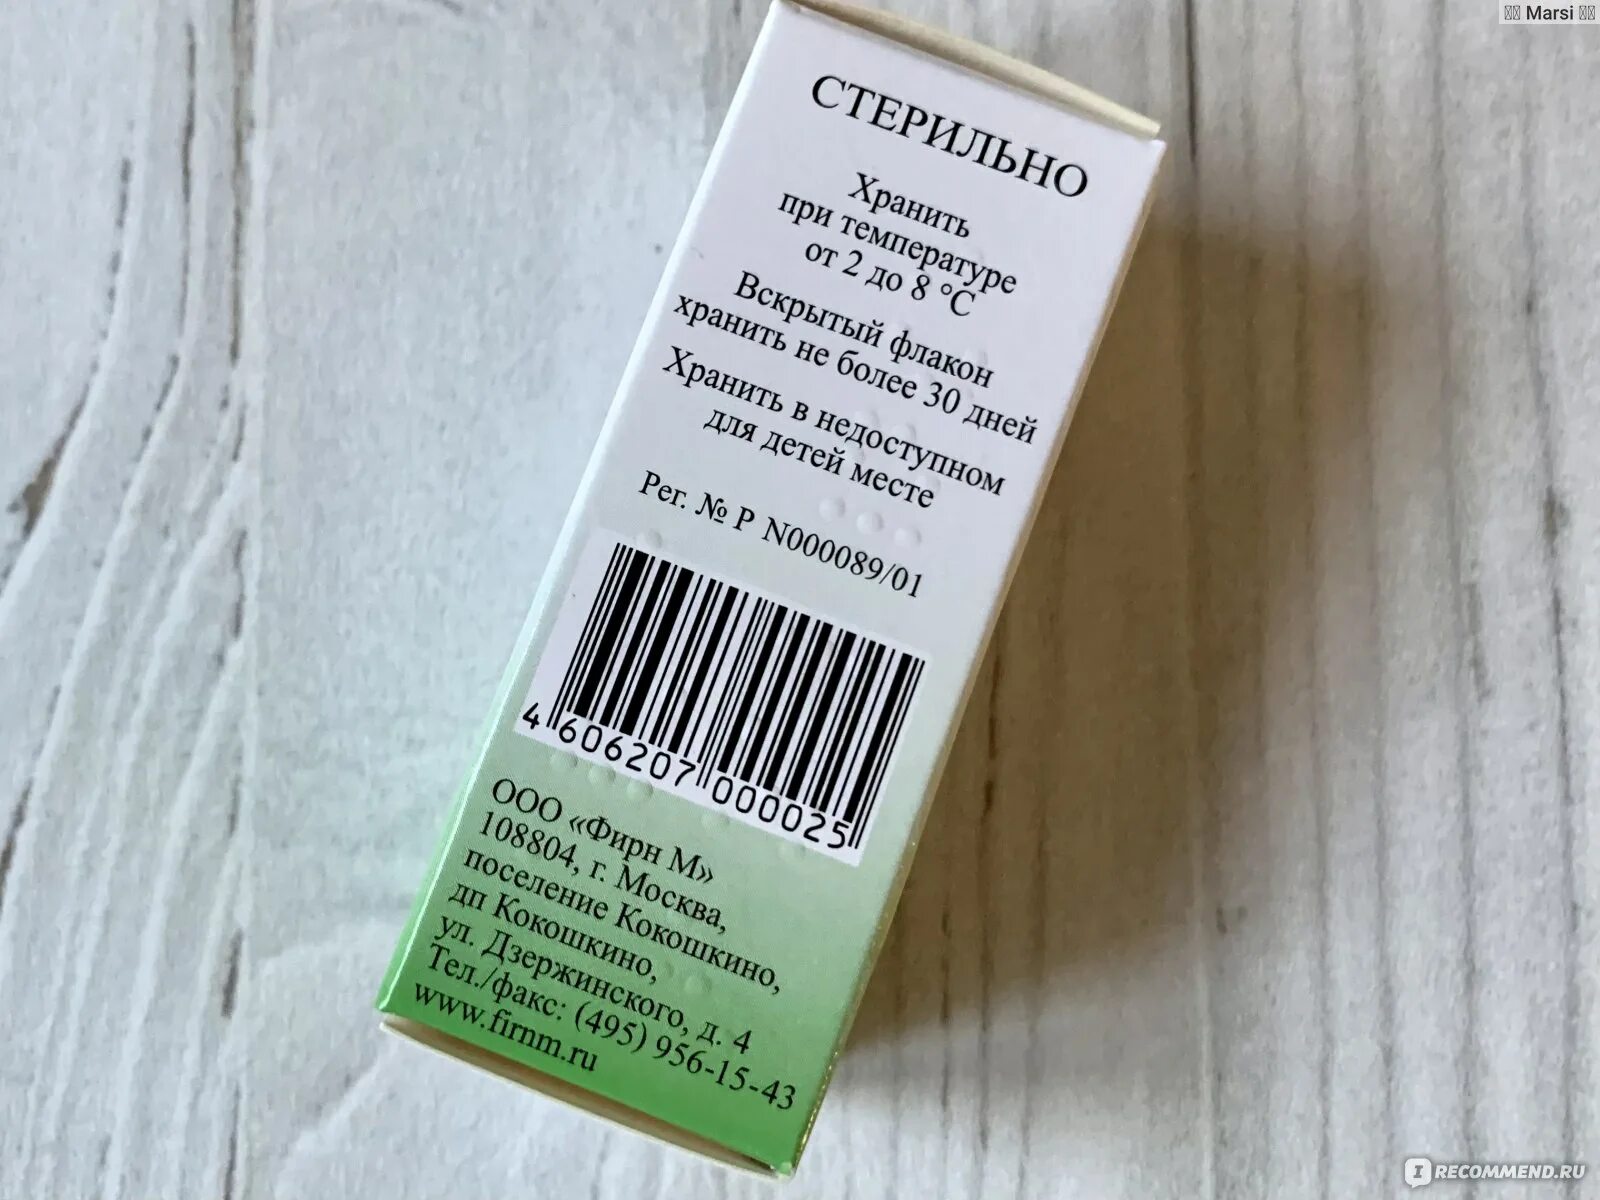 Marsi
СТЕРИЛЬНО
Хранить
при температуре
от 2 до 8 °C
Вскрытый флакон
хранить не более 30 дней
Хранить в недоступном
для детей месте
Рег. № Р N000089/01
4 606207 000025
ООО «Фирн М»
108804, г. Москва,
поселение Кокошкино,
дп Кокошкино,
ул. Дзержинского, д. 4
Тел./факс: (495) 956-15-43
www.firnm.ru
IRECOMMEND.RU